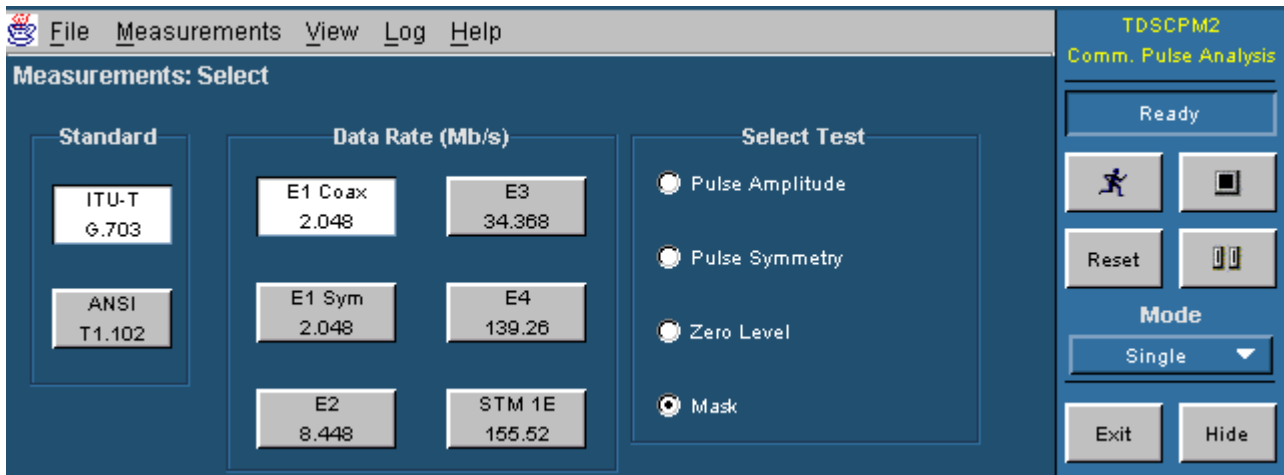 File Measurements View Log Help
Measurements: Select
Standard
ITU-T
G.703
ANSI
T1.102
Data Rate (Mb/s)
E1 Coax
2.048
E3
34.368
E1 Sym
2.048
E4
139.26
E2
8.448
STM 1E
155.52
Select Test
Pulse Amplitude
Pulse Symmetry
Zero Level
Mask
TDSCPM2
Comm. Pulse Analysis
Ready
Reset
Mode
Single
Exit
Hide